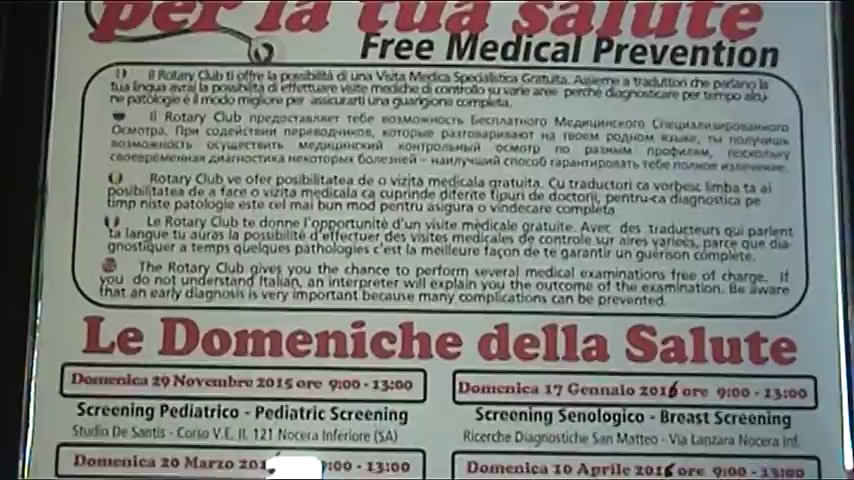 per la tua salute
Free Medical Prevention
Il Rotary Club ti offre la possibilità di una Visita Medica Specialistica Gratuita. Assieme a traduttori che parlano la
tua lingua avrai la possibiltà di effettuare visite mediche di controllo su varie aree perché diagnosticare per tempo alcu-
ne patologie è il modo migliore per assicurarti una guarigione completa.
Il Rotary Club предоставляет тебе возможность Бесплатного Медицинского Специализированного
Осмотра. При содействии переводчиков, которые разговаривают на твоем родном языке, ты получишь
возможность осуществить медицинский контрольный осмотр по разным профилям, поскольку
своевременная диагностика некоторых болезней – наилучший способ гарантировать тебе полное излечение.
Rotary Club ve ofer posibilitatea de o vizita medicala gratuita. Cu traductori ca vorbesc limba ta ai
posibilitatea de a face o vizita medicala ca cuprinde diferite tipuri de doctorii, pentru-ca diagnostica pe
timp niste patologie este cel mai bun mod pentru asigura o vindecare completa
Le Rotary Club te donne l'opportunité d'un visite mèdicale gratuite. Avec des traducteurs qui parlent
ta langue tu auras la possibilité d'effectuer des visites medicales de controle sur aires variees, parce que dia-
gnostiquer a temps quelques pathologies c'est la meilleure façon de te garantir un guerison complète.
The Rotary Club gives you the chance to perform several medical examinations free of charge. If
you do not understand Italian, an interpreter will explain you the outcome of the examination. Be aware
that an early diagnosis is very important because many complications can be prevented.
Le Domeniche della Salute
Domenica 29 Novembre 2015 ore 9:00 - 13:00
Screening Pediatrico - Pediatric Screening
Studio De Santis - Corso V.E. II. 121 Nocera Inferiore (SA)
Domenica 17 Gennaio 2016 ore 9:00 - 13:00
Screening Senologico - Breast Screening
Ricerche Diagnostiche San Matteo - Via Lanzara Nocera Inf.
Domenica 20 Marzo :00 - 13:00
Domenica 10 Aprile 2016 ore 9:00 - 13:00